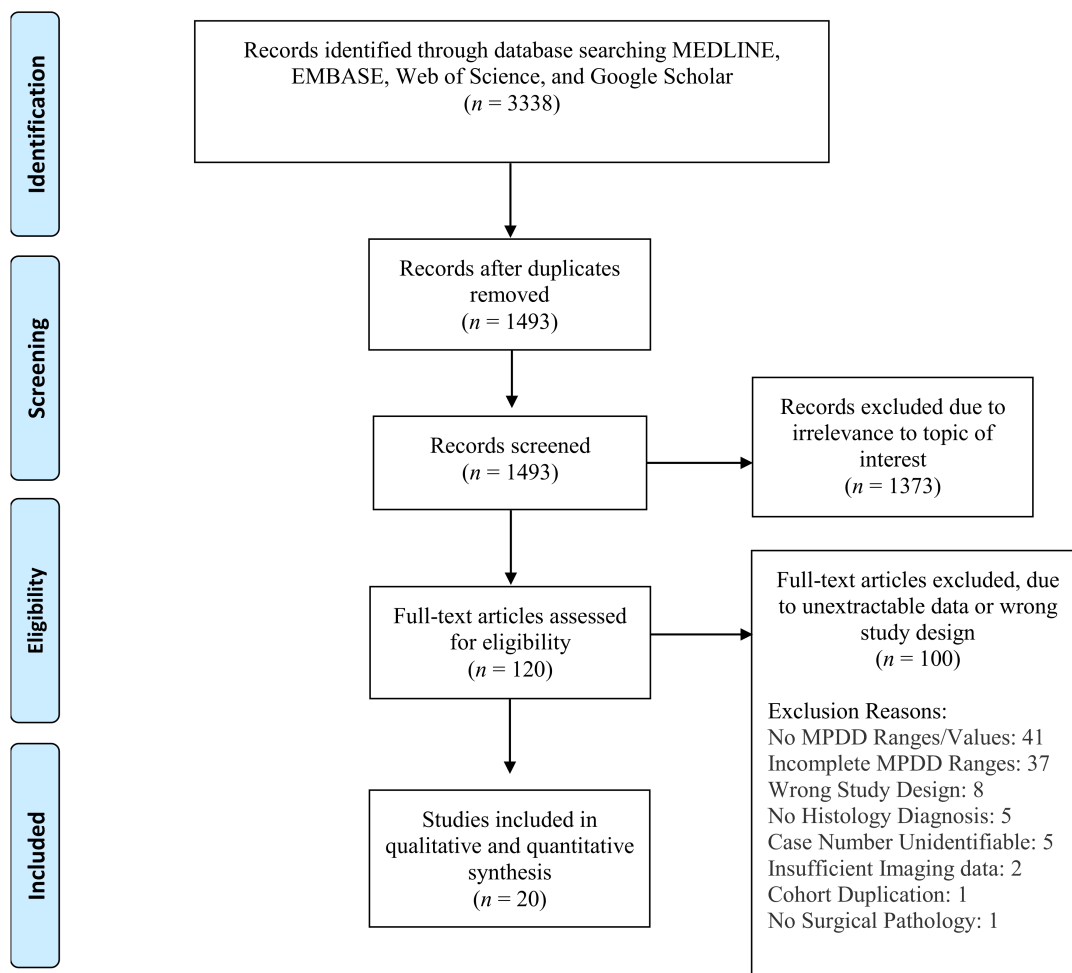 Identification
Records identified through database searching MEDLINE,
EMBASE, Web of Science, and Google Scholar
(n = 3338)
Screening
Records after duplicates
removed
(n = 1493)
Records screened
(n = 1493)
Records excluded due to
irrelevance to topic of
interest
(n = 1373)
Eligibility
Full-text articles assessed
for eligibility
(n = 120)
Full-text articles excluded, due
to unextractable data or wrong
study design
(n = 100)
Exclusion Reasons:
No MPDD Ranges/Values: 41
Incomplete MPDD Ranges: 37
Wrong Study Design: 8
No Histology Diagnosis: 5
Case Number Unidentifiable: 5
Insufficient Imaging data: 2
Cohort Duplication: 1
No Surgical Pathology: 1
Included
Studies included in
qualitative and quantitative
synthesis
(n = 20)